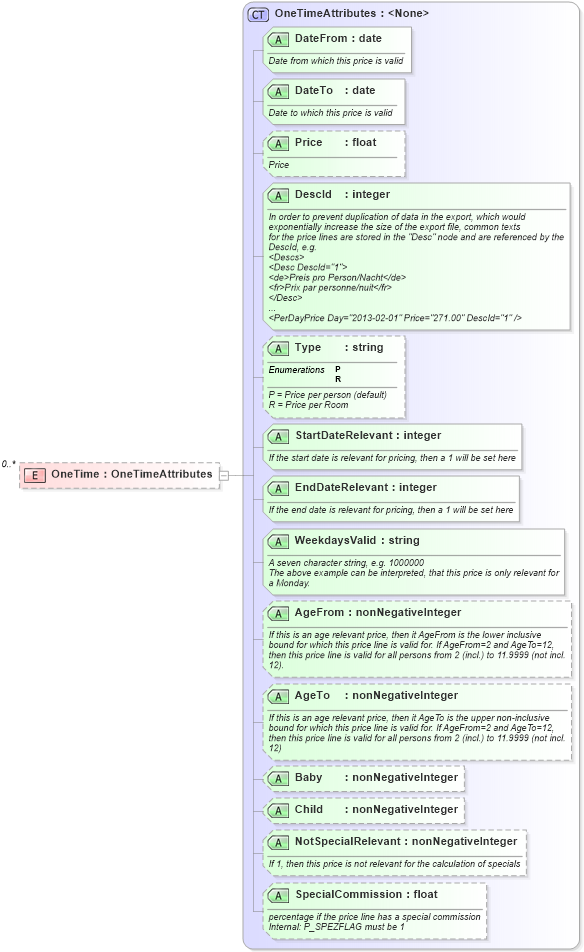 CT OneTimeAttributes : <None>
A DateFrom : date
Date from which this price is valid
A DateTo : date
Date to which this price is valid
A Price : float
Price
A DescId : integer
In order to prevent duplication of data in the export, which would
exponentially increase the size of the export file, common texts
for the price lines are stored in the "Desc" node and are referenced by the
DescId, e.g.
<Descs>
<Desc DescId="1">
<de>Preis pro Person/Nacht</de>
<fr>Prix par personne/nuit</fr>
</Desc>
...
<PerDayPrice Day="2013-02-01" Price="271.00" DescId="1" />
A Type : string
Enumerations P
R
P = Price per person (default)
R = Price per Room
A StartDateRelevant : integer
If the start date is relevant for pricing, then a 1 will be set here
0..*
E OneTime : OneTimeAttributes
A EndDateRelevant : integer
If the end date is relevant for pricing, then a 1 will be set here
A WeekdaysValid : string
A seven character string, e.g. 1000000
The above example can be interpreted, that this price is only relevant for
a Monday.
A AgeFrom : nonNegativeInteger
If this is an age relevant price, then it AgeFrom is the lower inclusive
bound for which this price line is valid for. If AgeFrom=2 and AgeTo=12,
then this price line is valid for all persons from 2 (incl.) to 11.9999 (not incl.
12).
A AgeTo : nonNegativeInteger
If this is an age relevant price, then it AgeTo is the upper non-inclusive
bound for which this price line is valid for. If AgeFrom=2 and AgeTo=12,
then this price line is valid for all persons from 2 (incl.) to 11.9999 (not incl.
12)
A Baby : nonNegativeInteger
A Child : nonNegativeInteger
A NotSpecialRelevant : nonNegativeInteger
If 1, then this price is not relevant for the calculation of specials
A SpecialCommission : float
percentage if the price line has a special commission
Internal: P_SPEZFLAG must be 1